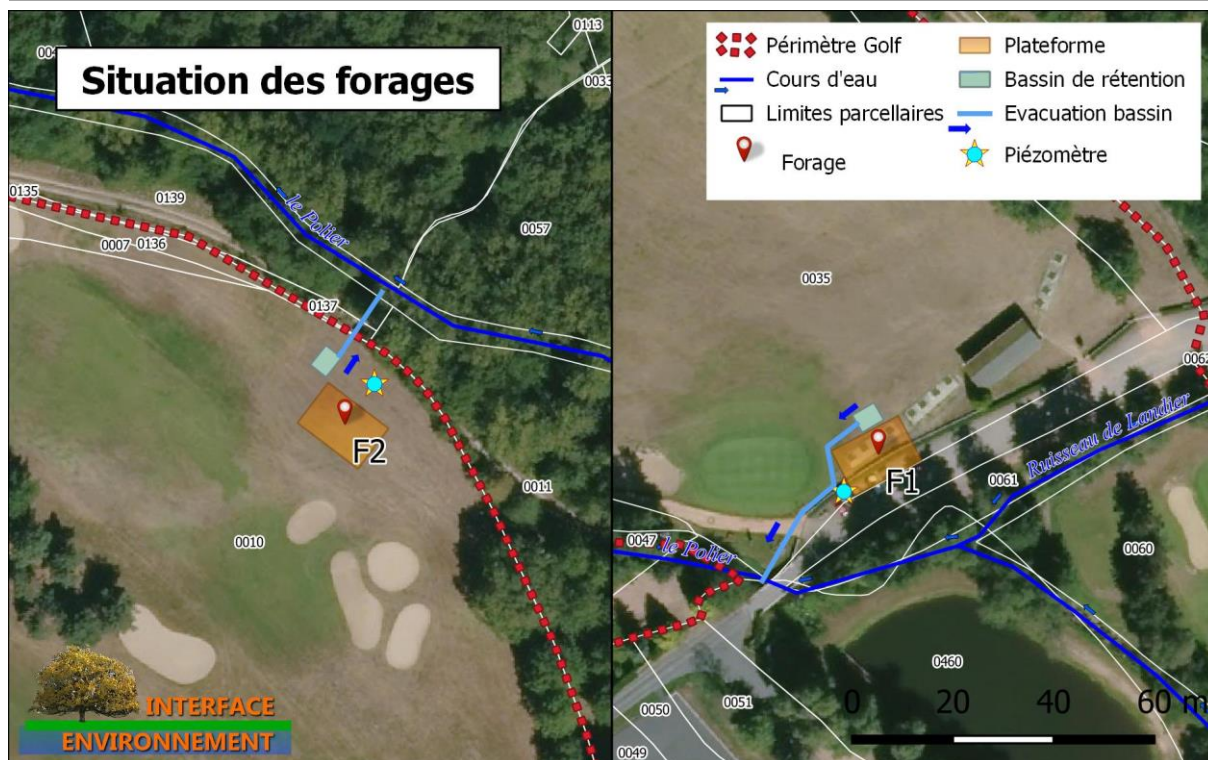 Situation des forages
0113
0033
0135
0139
0007
0136
0137
le Polier
0057
F2
0011
0010
INTERFACE
ENVIRONNEMENT
Périmètre Golf
Cours d'eau
Limites parcellaires
Forage
Plateforme
Bassin de rétention
Evacuation bassin
Piézomètre
0035
0062
Ruisseau de Landier
F1
0061
0047
le Polier
0060
0460
0051
0050
0049
0 20 40 60 m